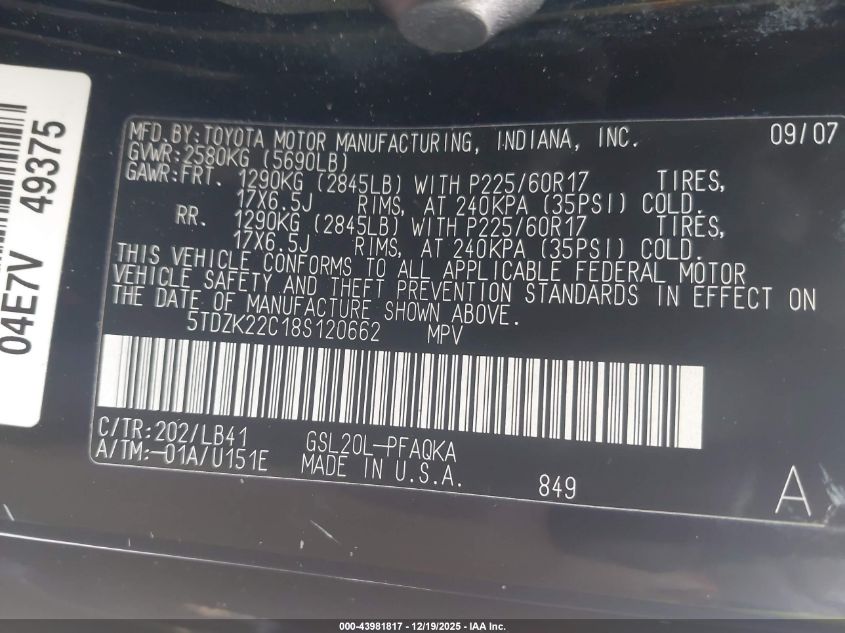 04E7V 49375
MFD.BY:TOYOTA MOTOR MANUFACTURING, INDIANA, INC. 09/07
GVWR:2580KG (5690LB)
GAWR:FRT. 1290KG (2845LB) WITH P225/60R17 TIRES,
17X6.5J RIMS, AT 240KPA (35PSI) COLD.
RR. 1290KG (2845LB) WITH P225/60R17 TIRES,
17X6.5J RIMS, AT 240KPA (35PSI) COLD.
THIS VEHICLE CONFORMS TO ALL APPLICABLE FEDERAL MOTOR
VEHICLE SAFETY AND THEFT PREVENTION STANDARDS IN EFFECT ON
THE DATE OF MANUFACTURE SHOWN ABOVE.
5TDZK22C18S120662 MPV
C/TR:202/LB41 GSL20L-PFAQKA
A/TM:-01A/U151E MADE IN U.S.A.
849 A
000-43981817 - 12/19/2025 - IAA Inc.